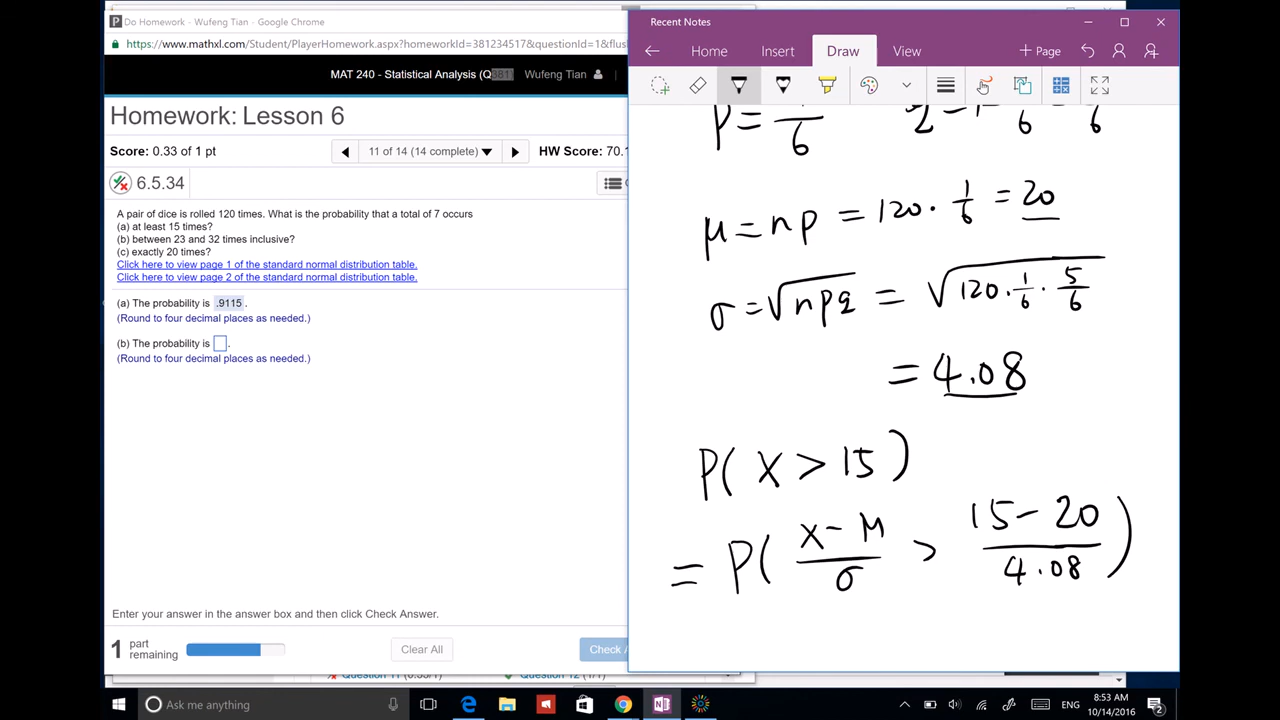 Do Homework - Wufeng Tian - Google Chrome
https://www.mathxl.com/Student/PlayerHomework.aspx?homeworkId=381234517&questionId=1&flus
MAT 240 - Statistical Analysis (Q381)
Wufeng Tian
Homework: Lesson 6
Score: 0.33 of 1 pt
11 of 14 (14 complete)
HW Score: 70.
6.5.34
A pair of dice is rolled 120 times. What is the probability that a total of 7 occurs
(a) at least 15 times?
(b) between 23 and 32 times inclusive?
(c) exactly 20 times?
Click here to view page 1 of the standard normal distribution table.
Click here to view page 2 of the standard normal distribution table.
(a) The probability is .9115.
(Round to four decimal places as needed.)
(b) The probability is .
(Round to four decimal places as needed.)
Enter your answer in the answer box and then click Check Answer.
1 part remaining
Clear All
Check
Recent Notes
Home Insert Draw View
+ Page
μ = np = 120 · 1/6 = 20
σ = √npq = √120 · 1/6 · 5/6
= 4.08
P( X > 15 )
= P( x - μ / σ > 15 - 20 / 4.08 )
Ask me anything
ENG
8:53 AM
10/14/2016
2